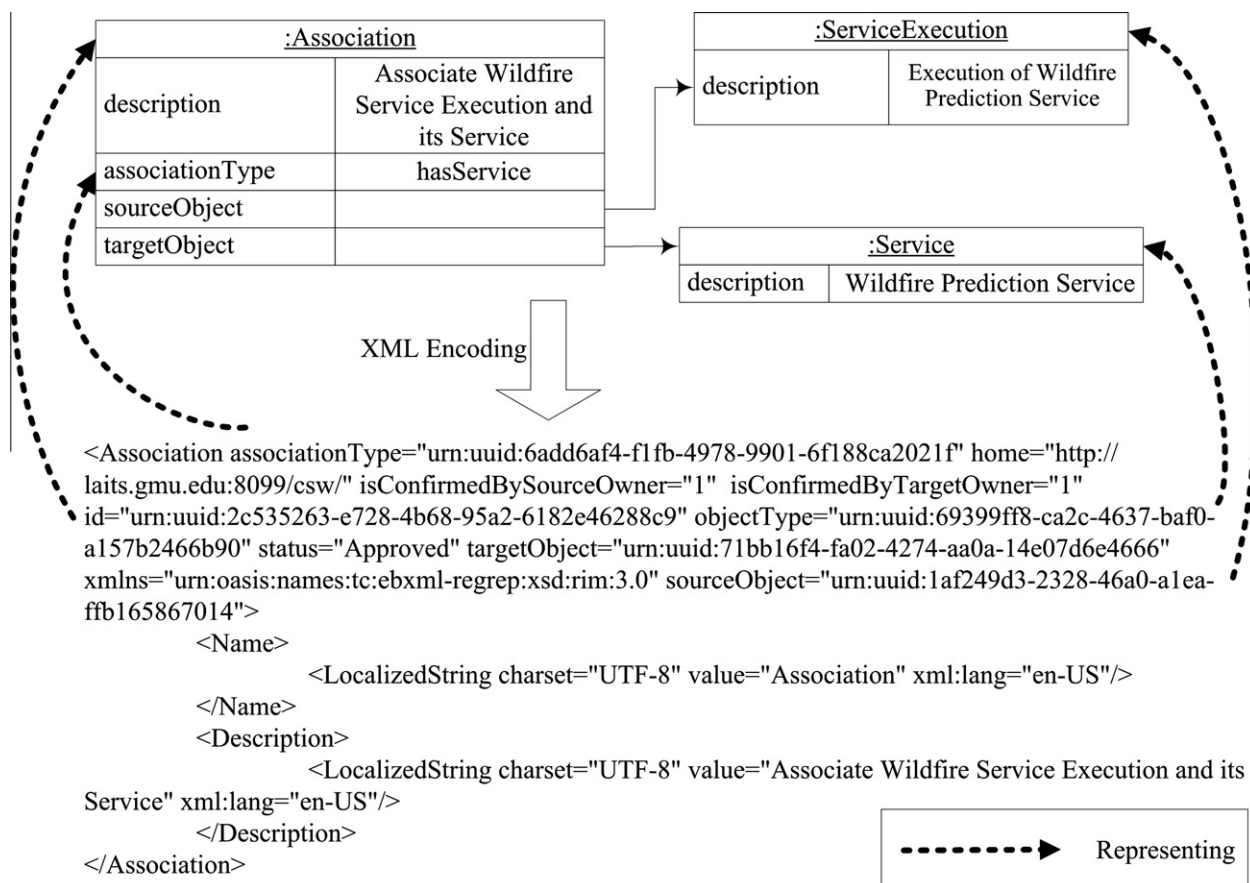 :Association
description
Associate Wildfire
Service Execution and
its Service
associationType
hasService
sourceObject
targetObject
:ServiceExecution
description
Execution of Wildfire
Prediction Service
:Service
description
Wildfire Prediction Service
XML Encoding
<Association associationType="urn:uuid:6add6af4-f1fb-4978-9901-6f188ca2021f" home="http://
laits.gmu.edu:8099/csw/" isConfirmedBySourceOwner="1" isConfirmedByTargetOwner="1"
id="urn:uuid:2c535263-e728-4b68-95a2-6182e46288c9" objectType="urn:uuid:69399ff8-ca2c-4637-baf0-
a157b2466b90" status="Approved" targetObject="urn:uuid:71bb16f4-fa02-4274-aa0a-14e07d6e4666"
xmlns="urn:oasis:names:tc:ebxml-regrep:xsd:rim:3.0" sourceObject="urn:uuid:1af249d3-2328-46a0-a1ea-
ffb165867014">
<Name>
<LocalizedString charset="UTF-8" value="Association" xml:lang="en-US"/>
</Name>
<Description>
<LocalizedString charset="UTF-8" value="Associate Wildfire Service Execution and its
Service" xml:lang="en-US"/>
</Description>
</Association>
Representing